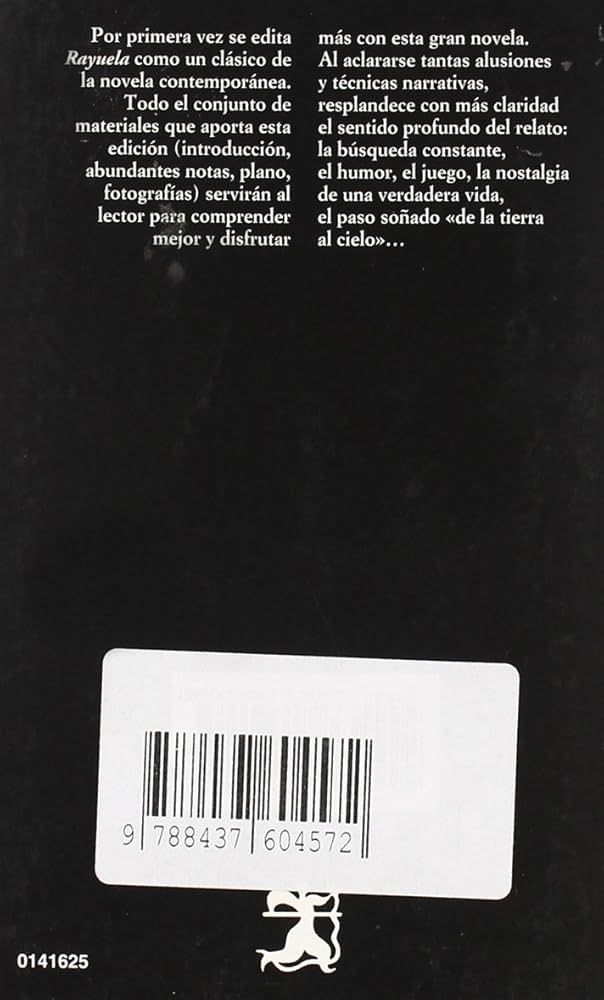 Por primera vez se edita
Rayuela como un clásico de
la novela contemporánea.
Todo el conjunto de
materiales que aporta esta
edición (introducción,
abundantes notas, plano,
fotografías) servirán al
lector para comprender
mejor y disfrutar
más con esta gran novela.
Al aclararse tantas alusiones
y técnicas narrativas,
resplandece con más claridad
el sentido profundo del relato:
la búsqueda constante,
el humor, el juego, la nostalgia
de una verdadera vida,
el paso soñado «de la tierra
al cielo»...
9 788437 604572
0141625